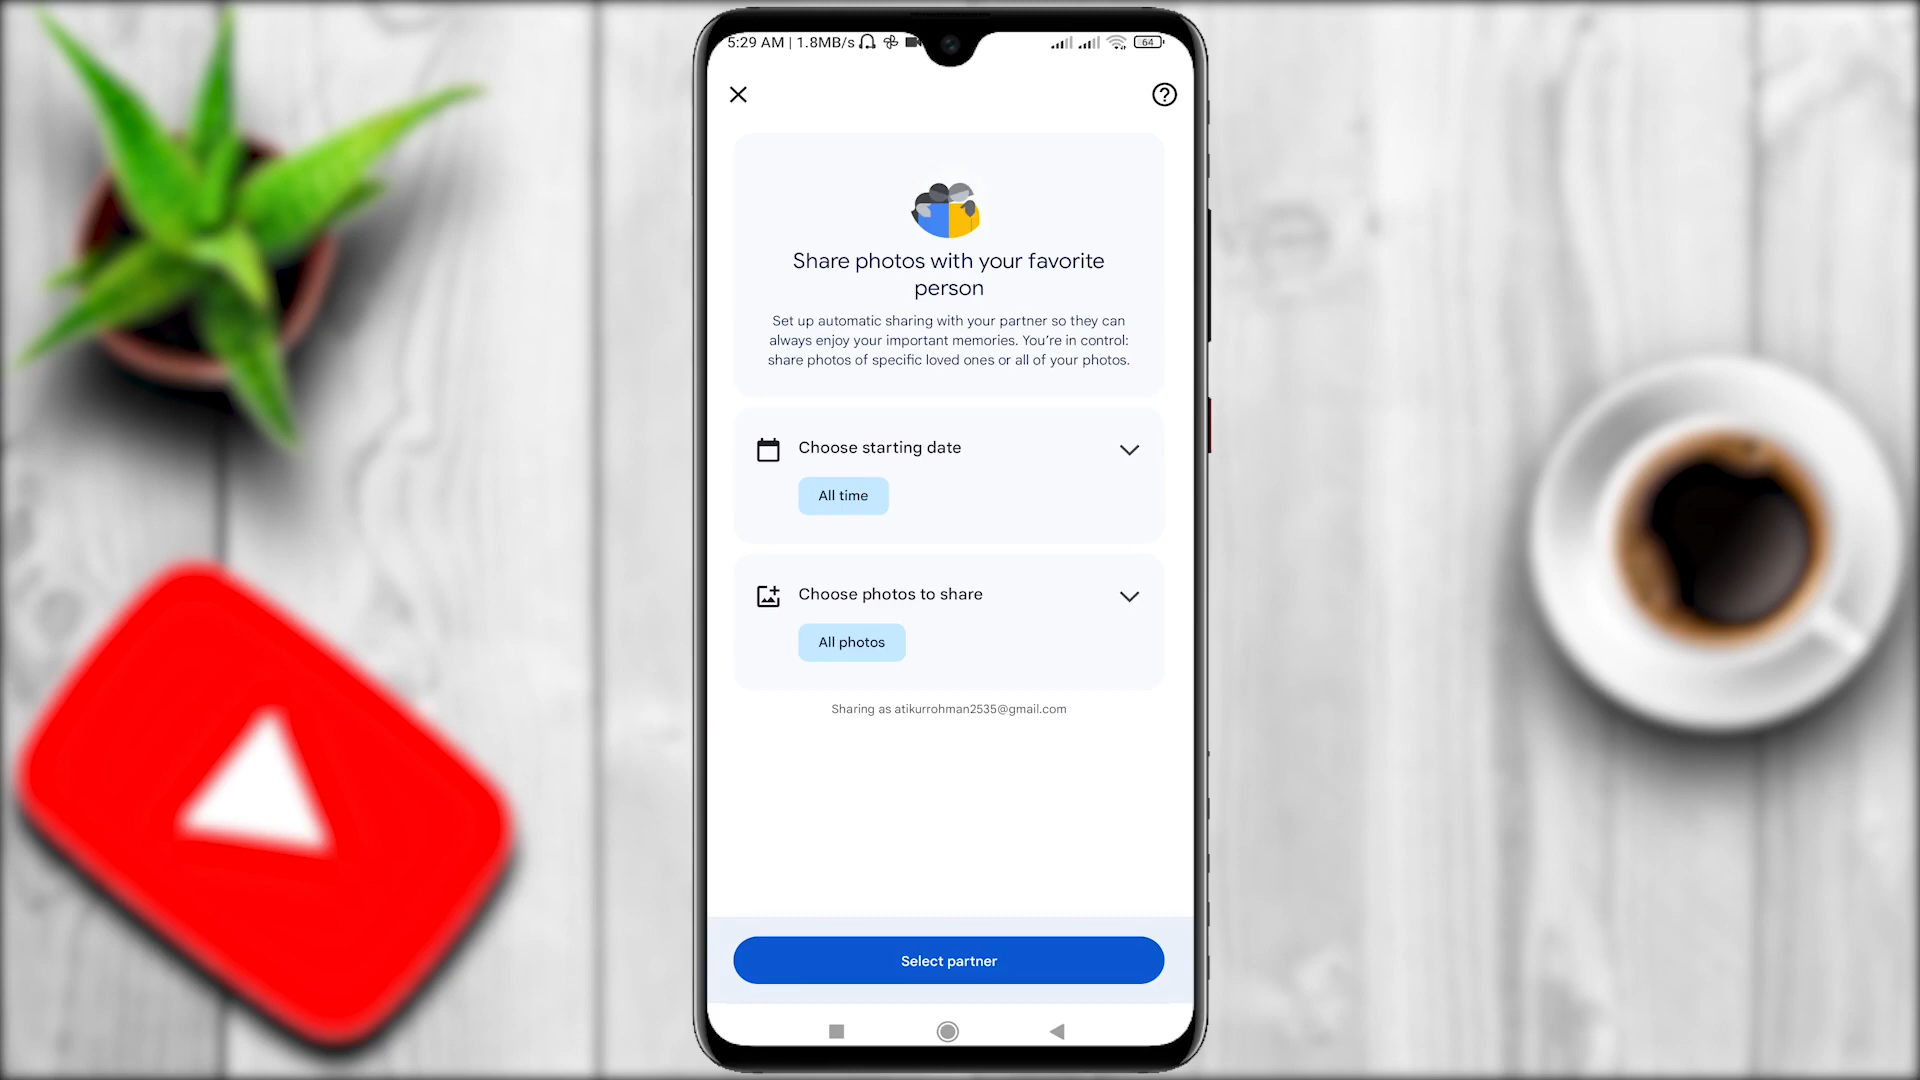 5:29 AM | 1.8MB/s
64
Share photos with your favorite
person
Set up automatic sharing with your partner so they can
always enjoy your important memories. You're in control:
share photos of specific loved ones or all of your photos.
Choose starting date
All time
Choose photos to share
All photos
Sharing as atikurrohman2535@gmail.com
Select partner